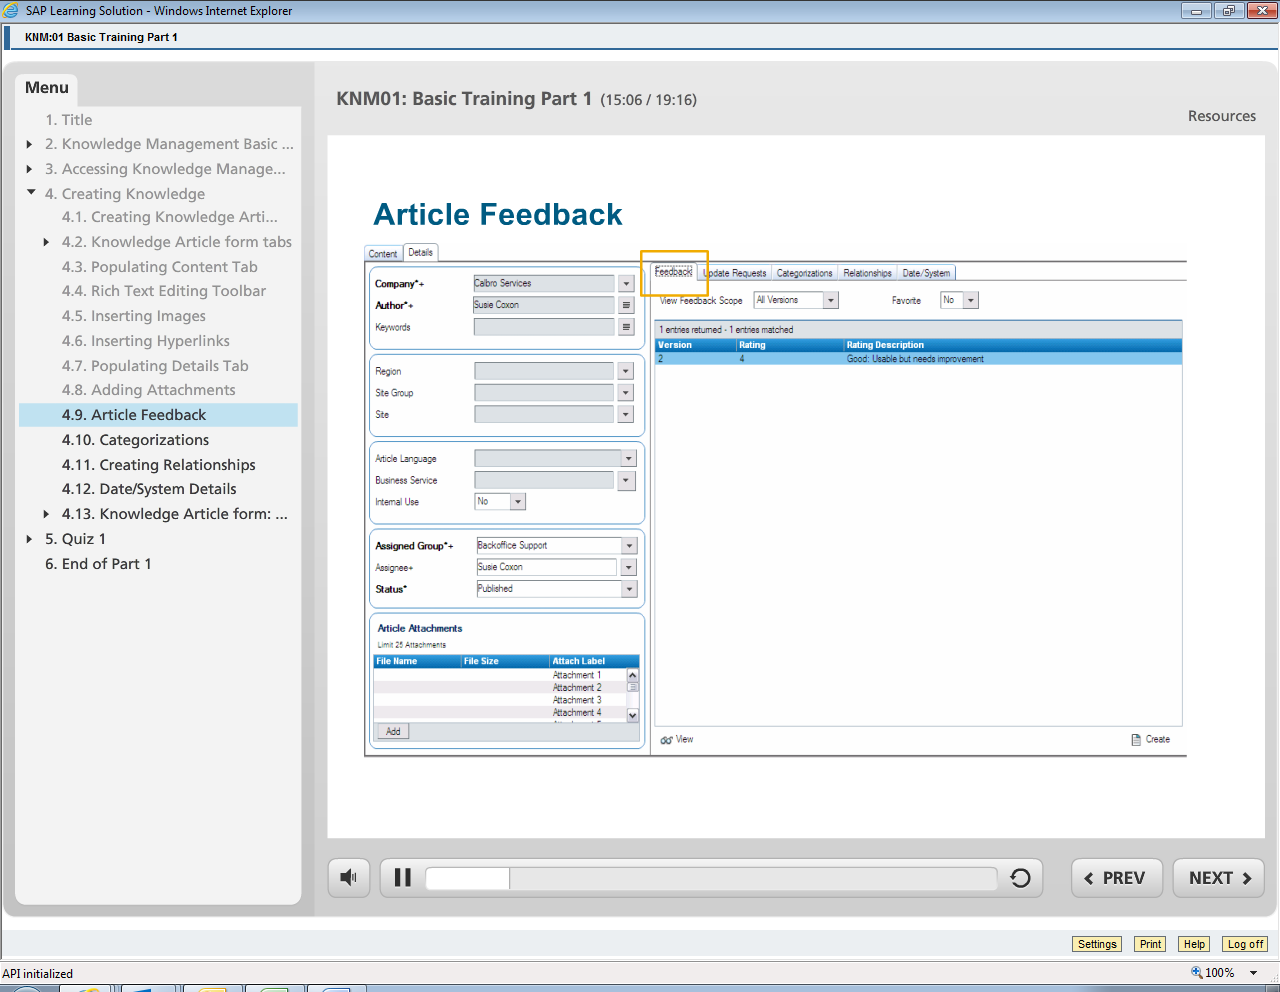 SAP Learning Solution - Windows Internet Explorer
KNM:01 Basic Training Part 1
Menu
1. Title
2. Knowledge Management Basic ...
3. Accessing Knowledge Manage...
4. Creating Knowledge
4.1. Creating Knowledge Arti...
4.2. Knowledge Article form tabs
4.3. Populating Content Tab
4.4. Rich Text Editing Toolbar
4.5. Inserting Images
4.6. Inserting Hyperlinks
4.7. Populating Details Tab
4.8. Adding Attachments
4.9. Article Feedback
4.10. Categorizations
4.11. Creating Relationships
4.12. Date/System Details
4.13. Knowledge Article form: ...
5. Quiz 1
6. End of Part 1
KNM01: Basic Training Part 1 (15:06 / 19:16)
Resources
Article Feedback
Content Details
Company*+ Calbro Services
Author*+ Susie Coxon
Keywords
Region
Site Group
Site
Article Language
Business Service
Internal Use No
Assigned Group*+ Backoffice Support
Assignee+ Susie Coxon
Status* Published
Article Attachments
Limit 25 Attachments
File Name File Size Attach Label
Attachment 1
Attachment 2
Attachment 3
Attachment 4
Add
Feedback Update Requests Categorizations Relationships Date/System
View Feedback Scope All Versions Favorite No
1 entries returned - 1 entries matched
Version Rating Rating Description
2 4 Good: Usable but needs improvement
View Create
PREV NEXT
Settings Print Help Log off
API initialized 100%